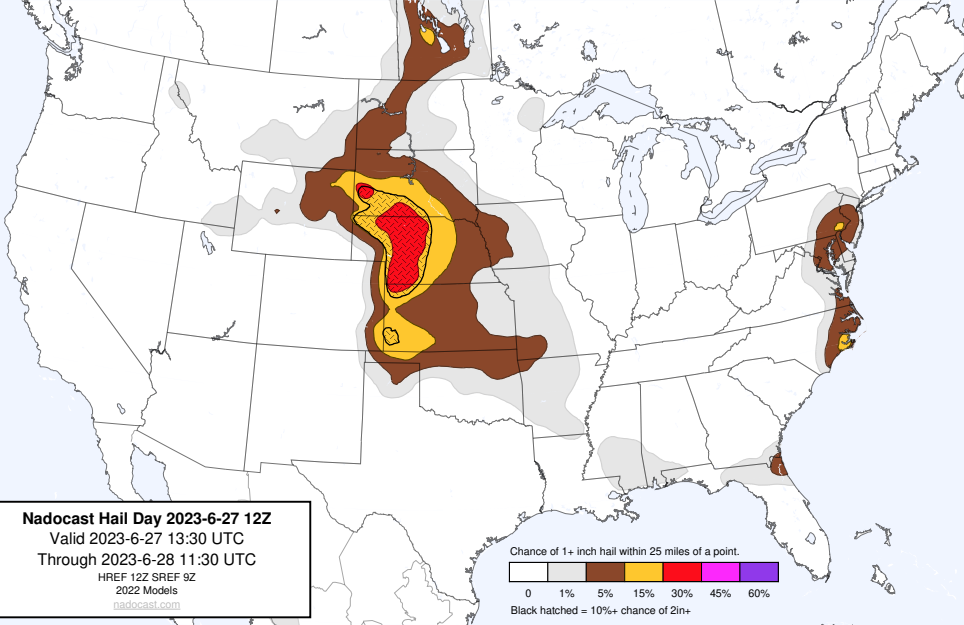 Nadocast Hail Day 2023-6-27 12Z
Valid 2023-6-27 13:30 UTC
Through 2023-6-28 11:30 UTC
HREF 12Z SREF 9Z
2022 Models
nadocast.com
Chance of 1+ inch hail within 25 miles of a point.
0 1% 5% 15% 30% 45% 60%
Black hatched = 10%+ chance of 2in+